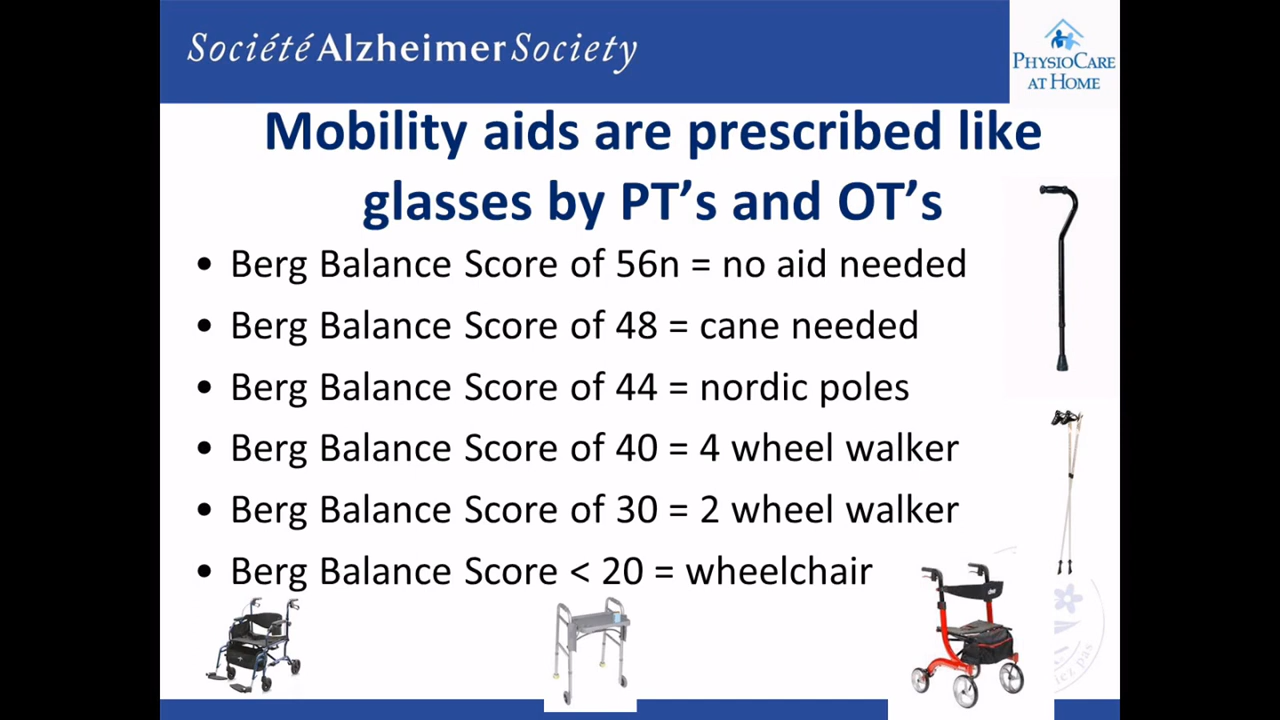 Société Alzheimer Society
PHYSIOCARE
AT HOME
Mobility aids are prescribed like
glasses by PT’s and OT’s
• Berg Balance Score of 56n = no aid needed
• Berg Balance Score of 48 = cane needed
• Berg Balance Score of 44 = nordic poles
• Berg Balance Score of 40 = 4 wheel walker
• Berg Balance Score of 30 = 2 wheel walker
• Berg Balance Score < 20 = wheelchair